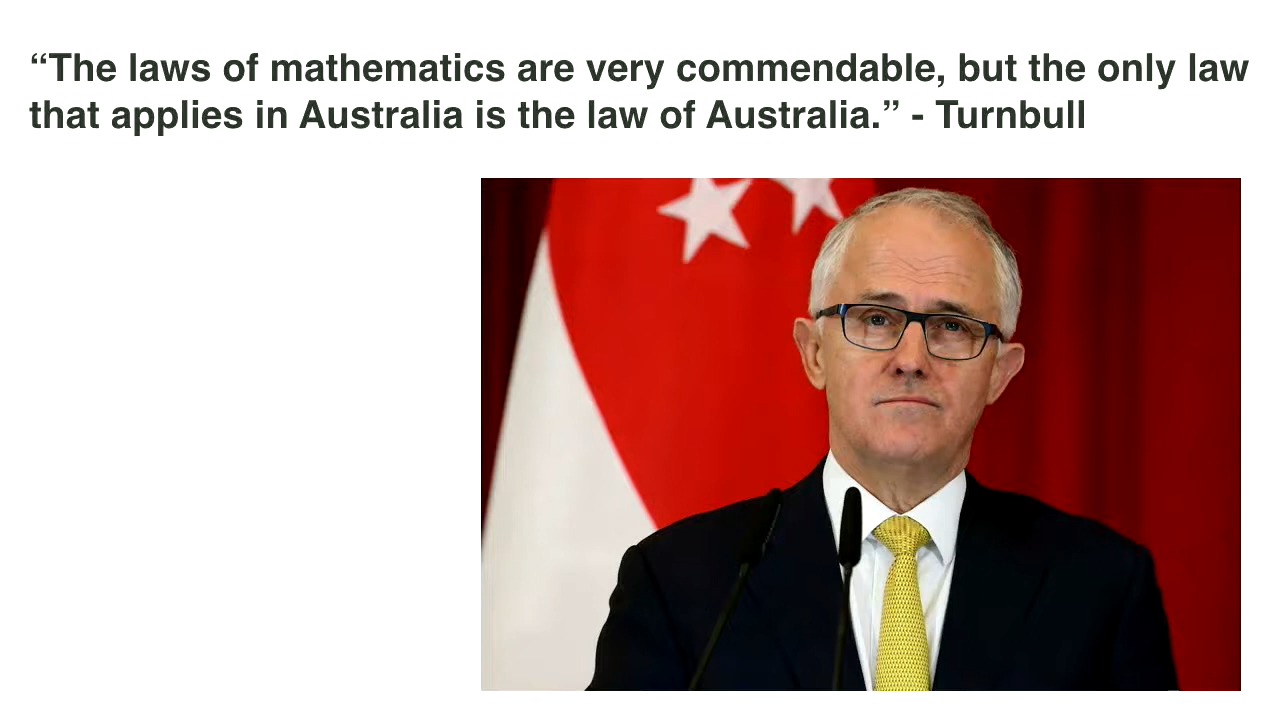 “The laws of mathematics are very commendable, but the only law
that applies in Australia is the law of Australia.” - Turnbull